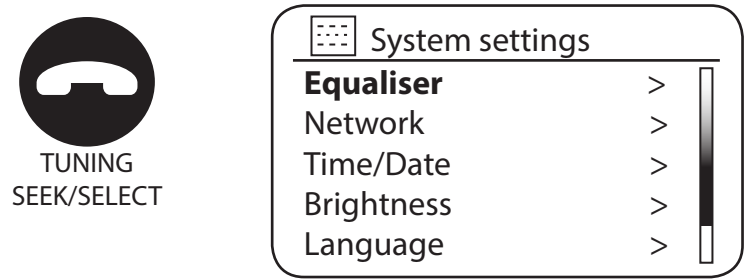 TUNING
SEEK/SELECT
System settings
Equaliser >
Network >
Time/Date >
Brightness >
Language >